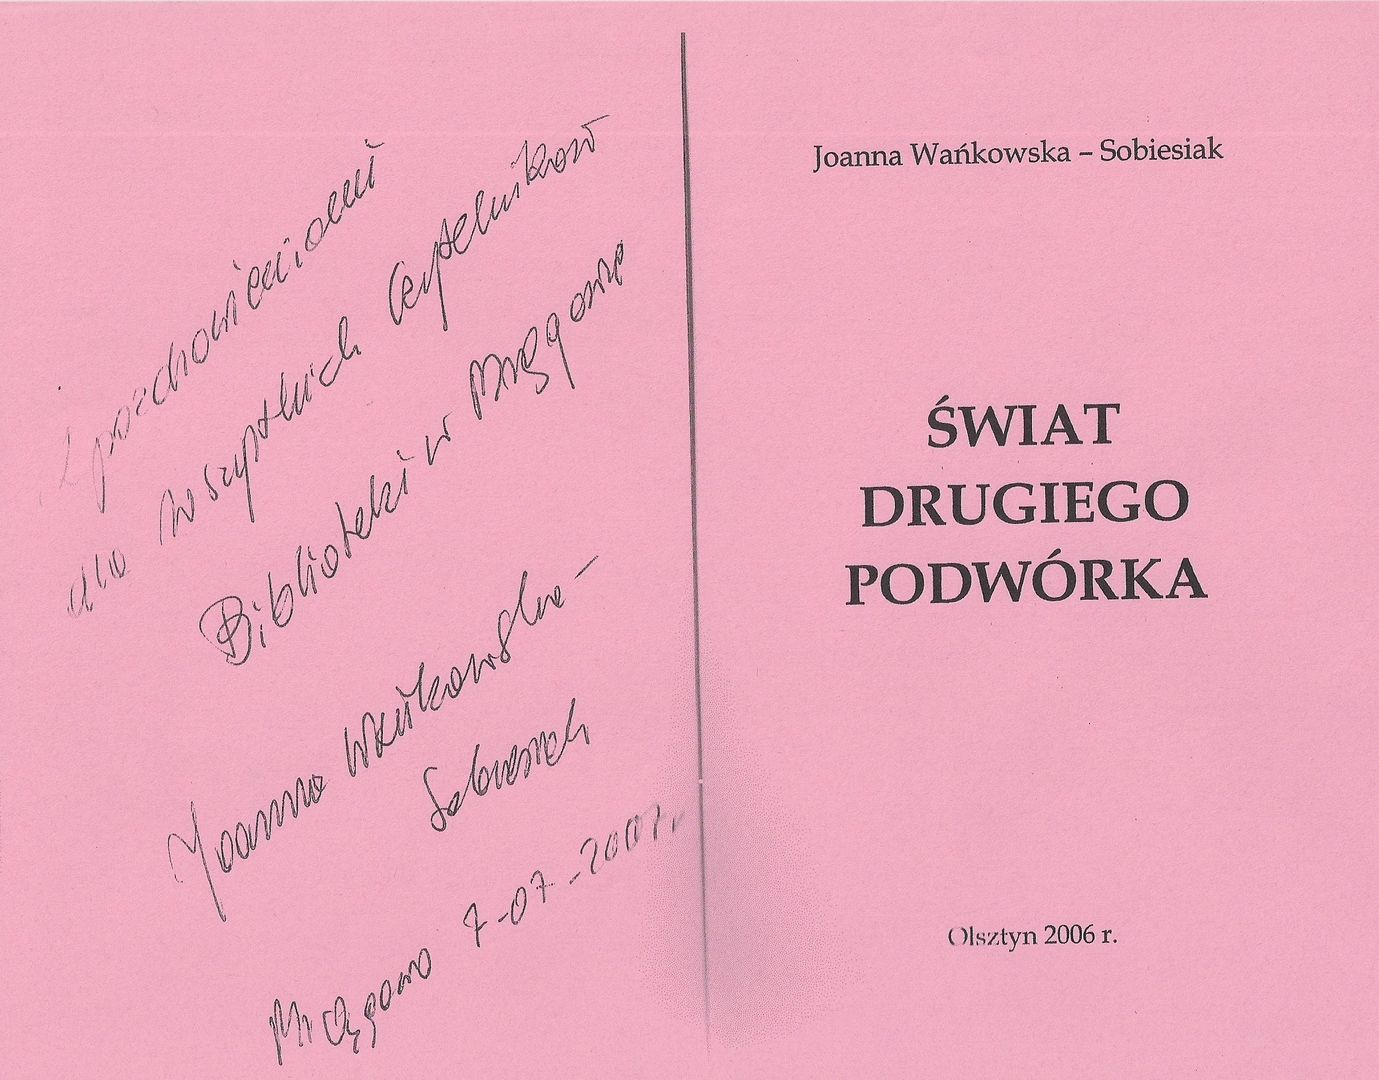 Z pozdrowieniami
dla wszystkich Czytelników
Biblioteki w Mrągowie
Joanna Wańkowska-
Sobiesiak
Mrągowo 7-07-2007r.
Joanna Wańkowska – Sobiesiak
ŚWIAT
DRUGIEGO
PODWÓRKA
Olsztyn 2006 r.